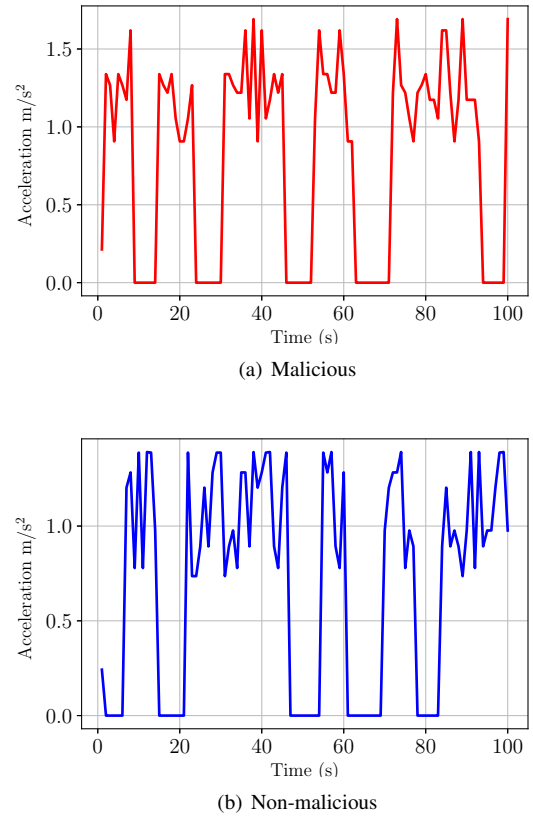 1.5
1.0
0.5
0.0
Acceleration m/s²
0 20 40 60 80 100
Time (s)
(a) Malicious
1.0
0.5
0.0
Acceleration m/s²
0 20 40 60 80 100
Time (s)
(b) Non-malicious